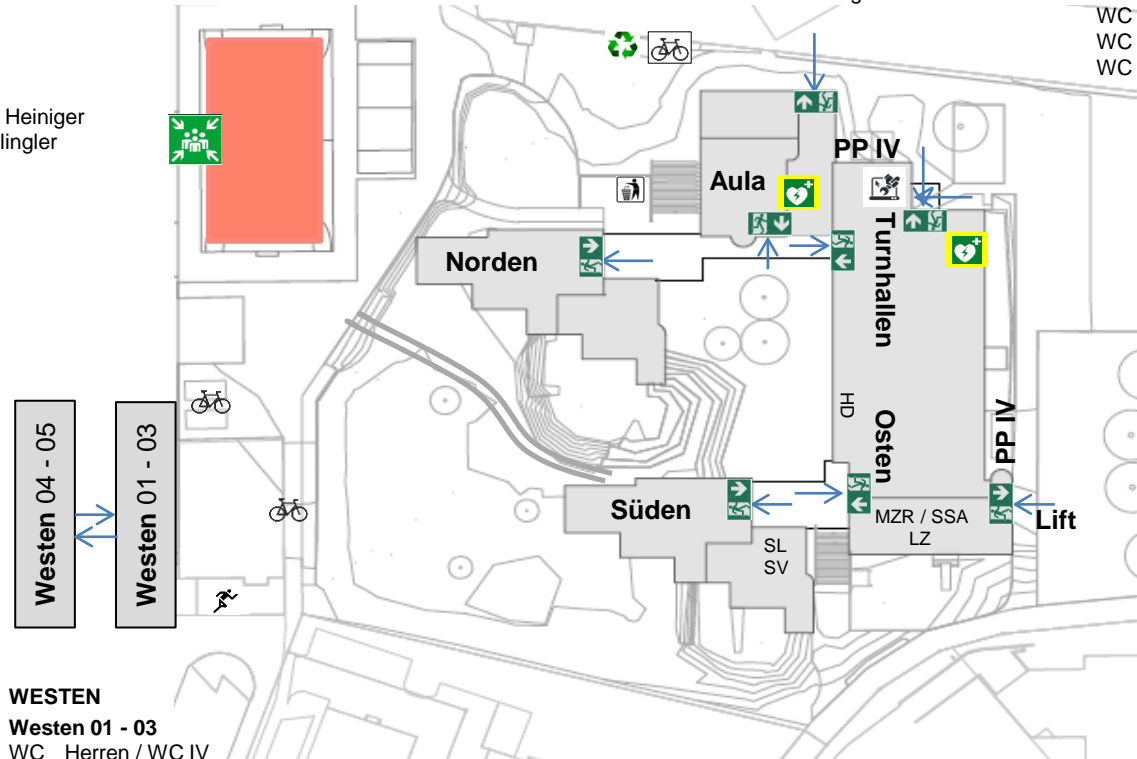 WC
WC
WC
Heiniger
PP IV
Aula
Norden
Turnhallen
HD
Osten
PP IV
Westen 04 - 05
Westen 01 - 03
Süden
MZR / SSA
LZ
Lift
SL
SV
WESTEN
Westen 01 - 03
WC Herren / WC IV